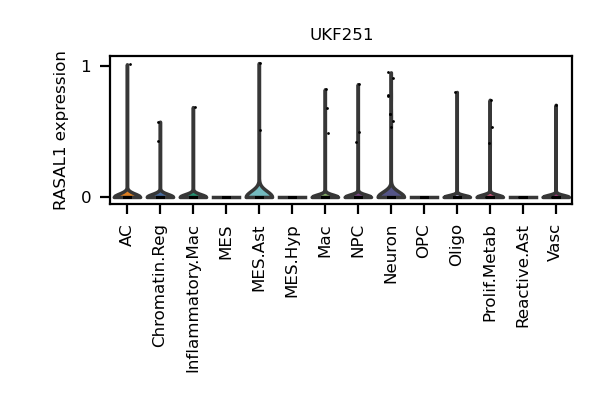 UKF251
RASAL1 expression
1
0
AC
Chromatin.Reg
Inflammatory.Mac
MES
MES.Ast
MES.Hyp
Mac
NPC
Neuron
OPC
Oligo
Prolif.Metab
Reactive.Ast
Vasc